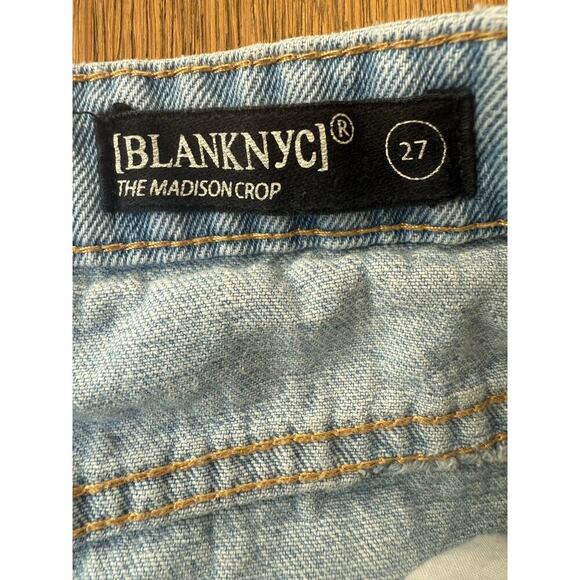 [BLANKNYC]®
THE MADISON CROP
27